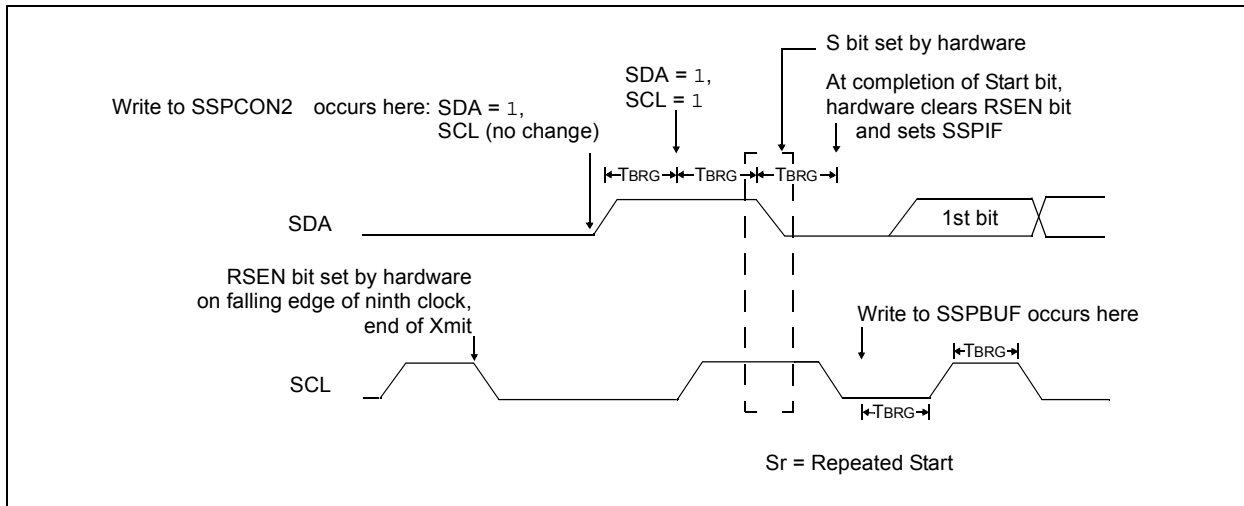 S bit set by hardware
SDA = 1,
SCL = 1
At completion of Start bit,
hardware clears RSEN bit
and sets SSPIF
Write to SSPCON2 occurs here: SDA = 1,
SCL (no change)
TBRG
TBRG
TBRG
SDA
1st bit
RSEN bit set by hardware
on falling edge of ninth clock,
end of Xmit
Write to SSPBUF occurs here
TBRG
SCL
TBRG
Sr = Repeated Start